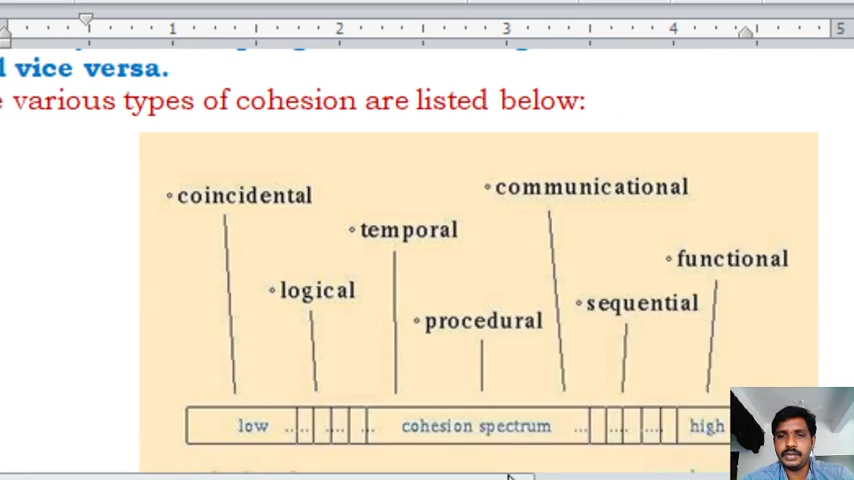 1 2 3 4 5
vice versa.
various types of cohesion are listed below:
∘ coincidental
∘ communicational
∘ temporal
∘ functional
∘ logical
∘ sequential
∘ procedural
low ..... .... ... cohesion spectrum ... .... .... high